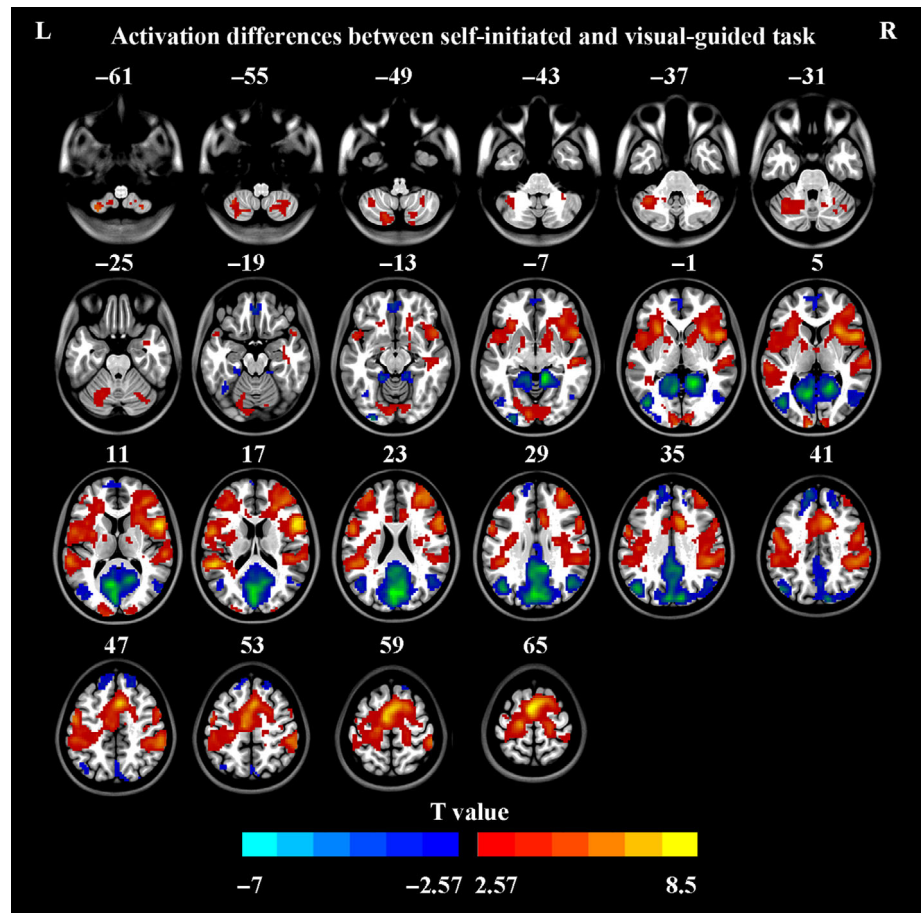 L Activation differences between self-initiated and visual-guided task R
−61 −55 −49 −43 −37 −31
−25 −19 −13 −7 −1 5
11 17 23 29 35 41
47 53 59 65
T value
−7 −2.57 2.57 8.5